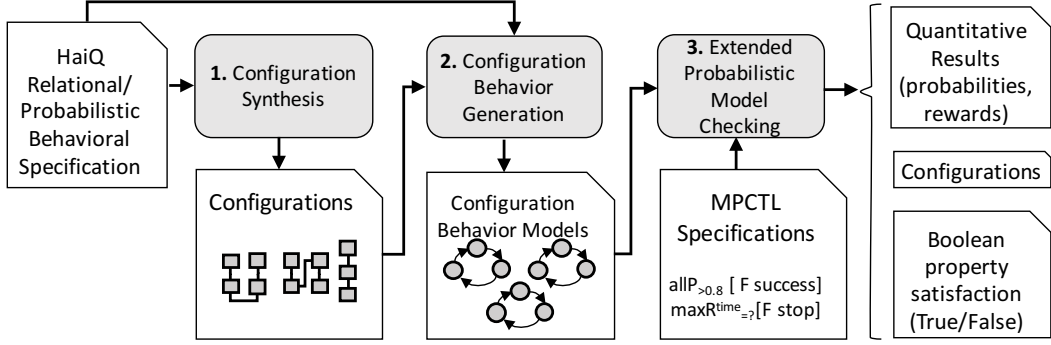 HaiQ
Relational/
Probabilistic
Behavioral
Specification
1. Configuration
Synthesis
Configurations
2. Configuration
Behavior
Generation
Configuration
Behavior Models
3. Extended
Probabilistic
Model
Checking
MPCTL
Specifications
allP>0.8 [ F success]
maxRtime=?[F stop]
Quantitative
Results
(probabilities,
rewards)
Configurations
Boolean
property
satisfaction
(True/False)